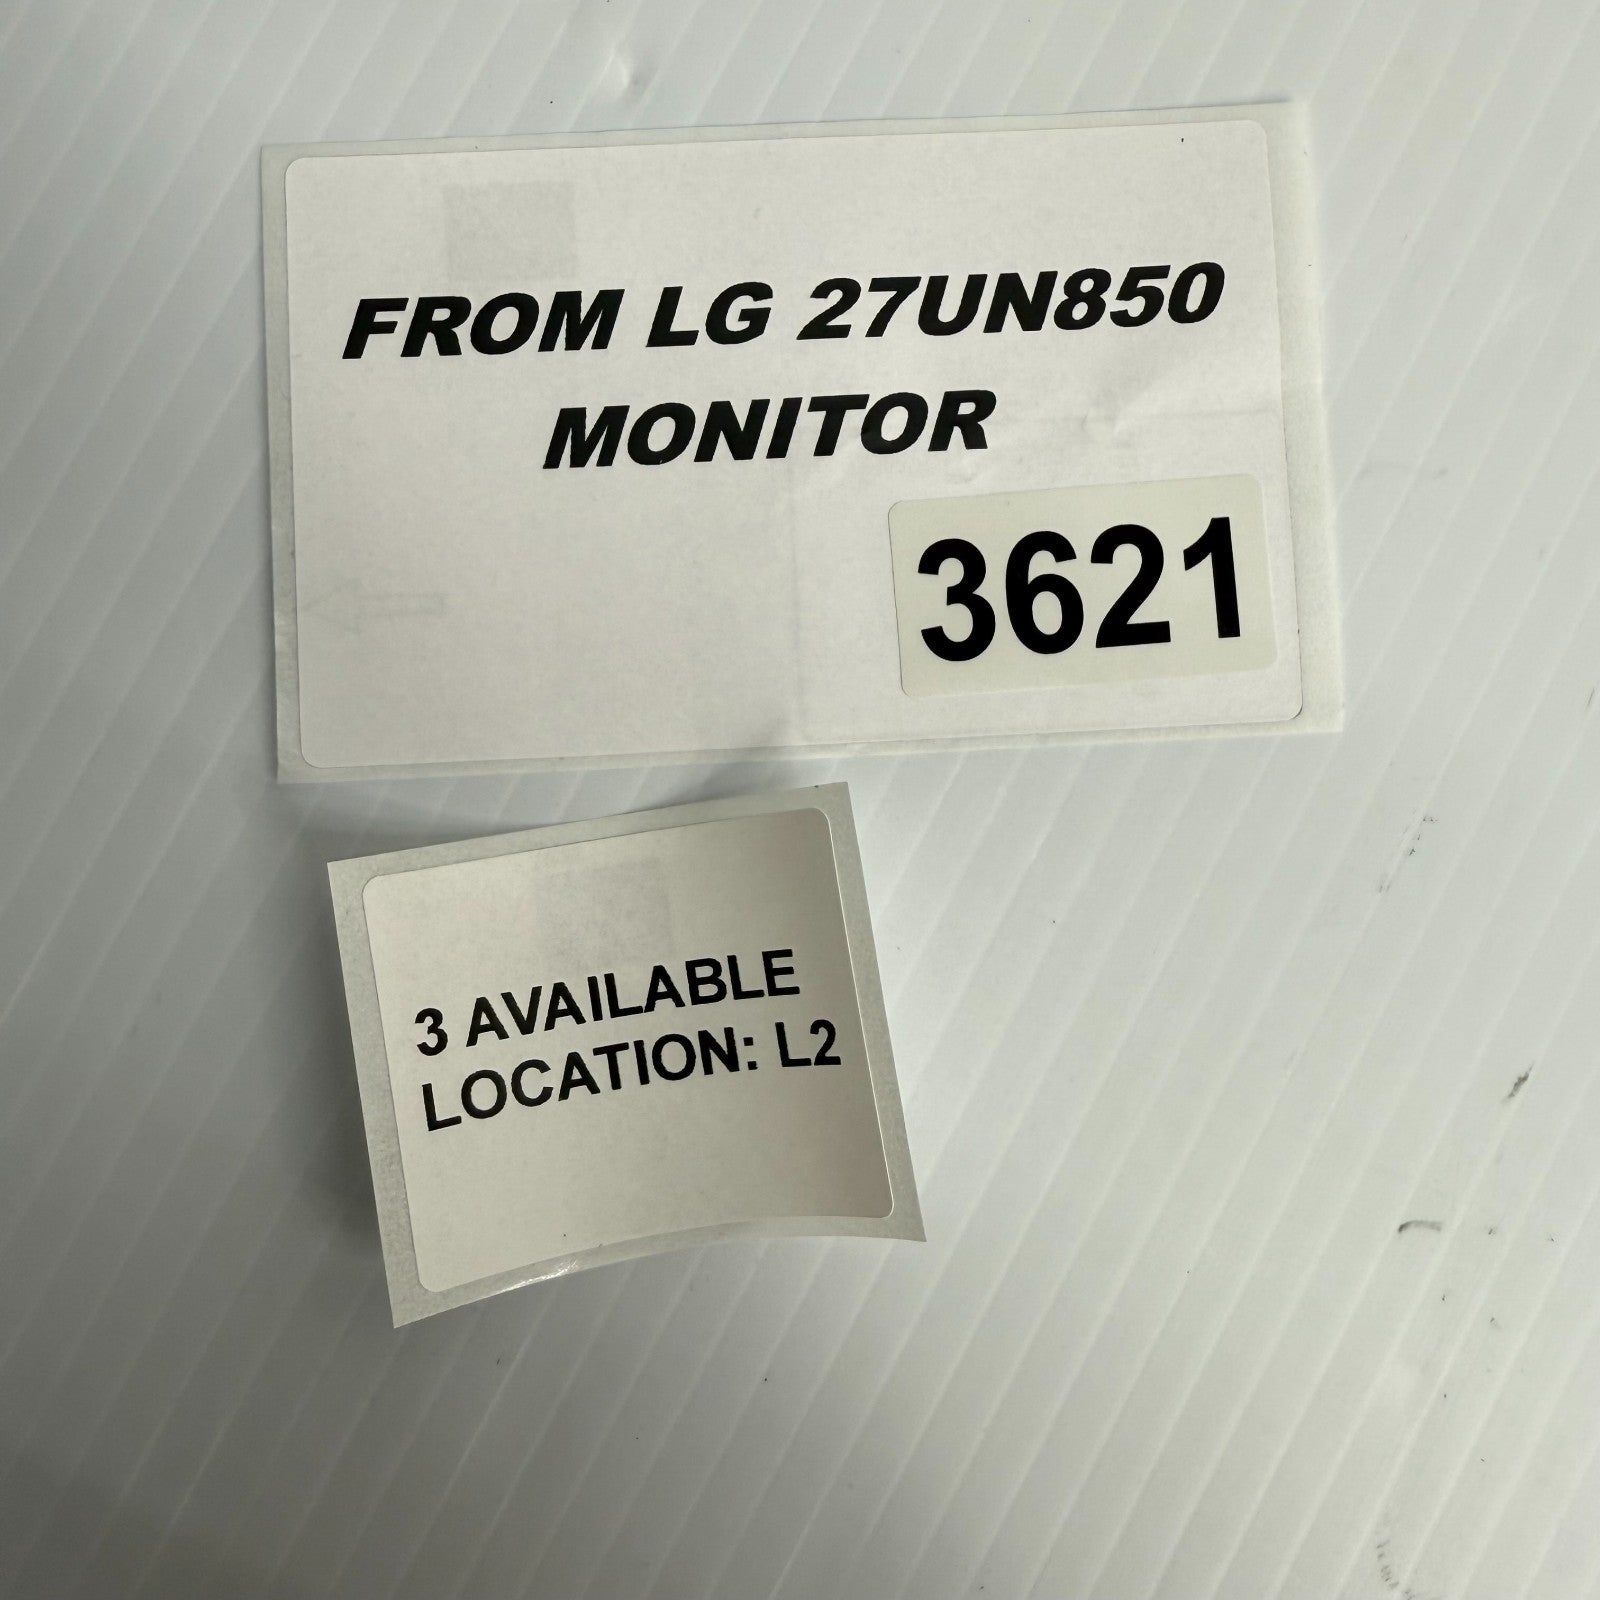 FROM LG 27UN850
MONITOR
3621
3 AVAILABLE
LOCATION: L2